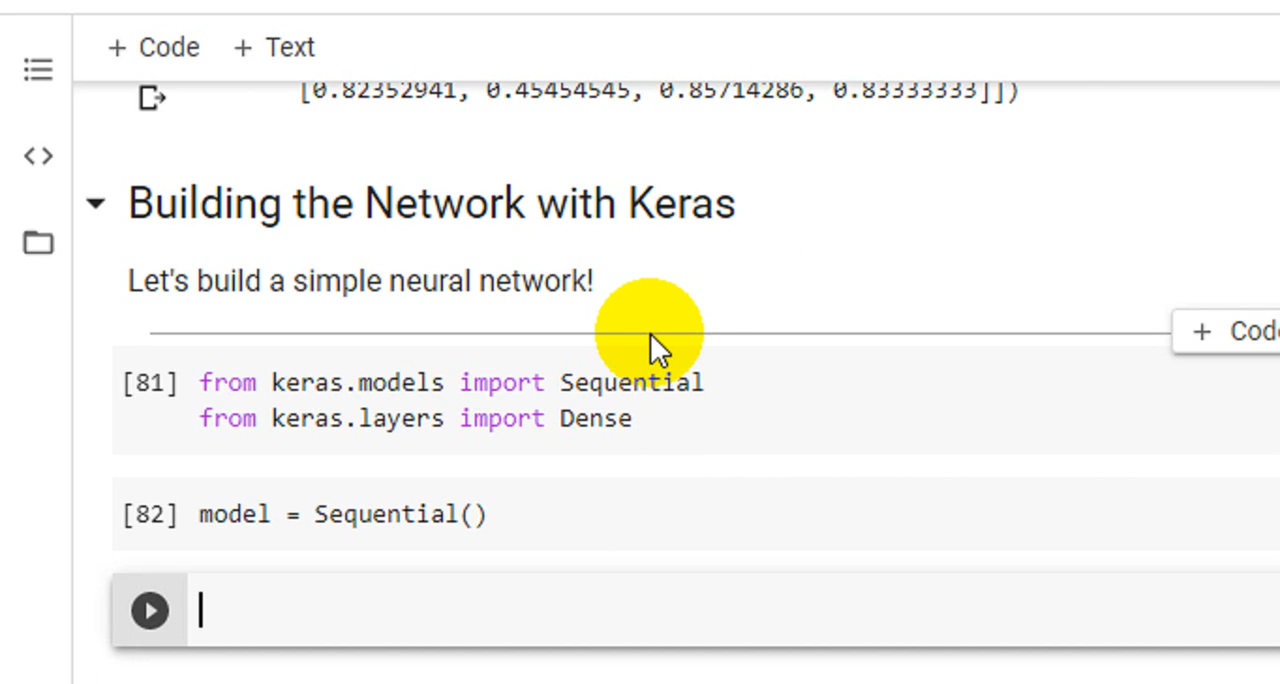 + Code + Text
[0.82352941, 0.45454545, 0.85714286, 0.83333333]])
Building the Network with Keras
Let's build a simple neural network!
+ Code
[81] from keras.models import Sequential
from keras.layers import Dense
[82] model = Sequential()